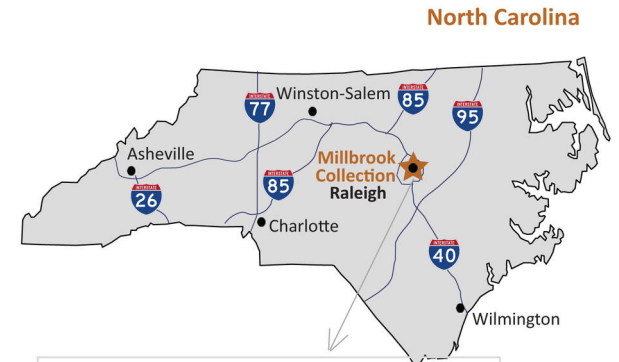 North Carolina
INTERSTATE
77
Winston-Salem
INTERSTATE
85
INTERSTATE
95
Asheville
INTERSTATE
26
INTERSTATE
85
Millbrook
Collection
Raleigh
Charlotte
INTERSTATE
40
Wilmington